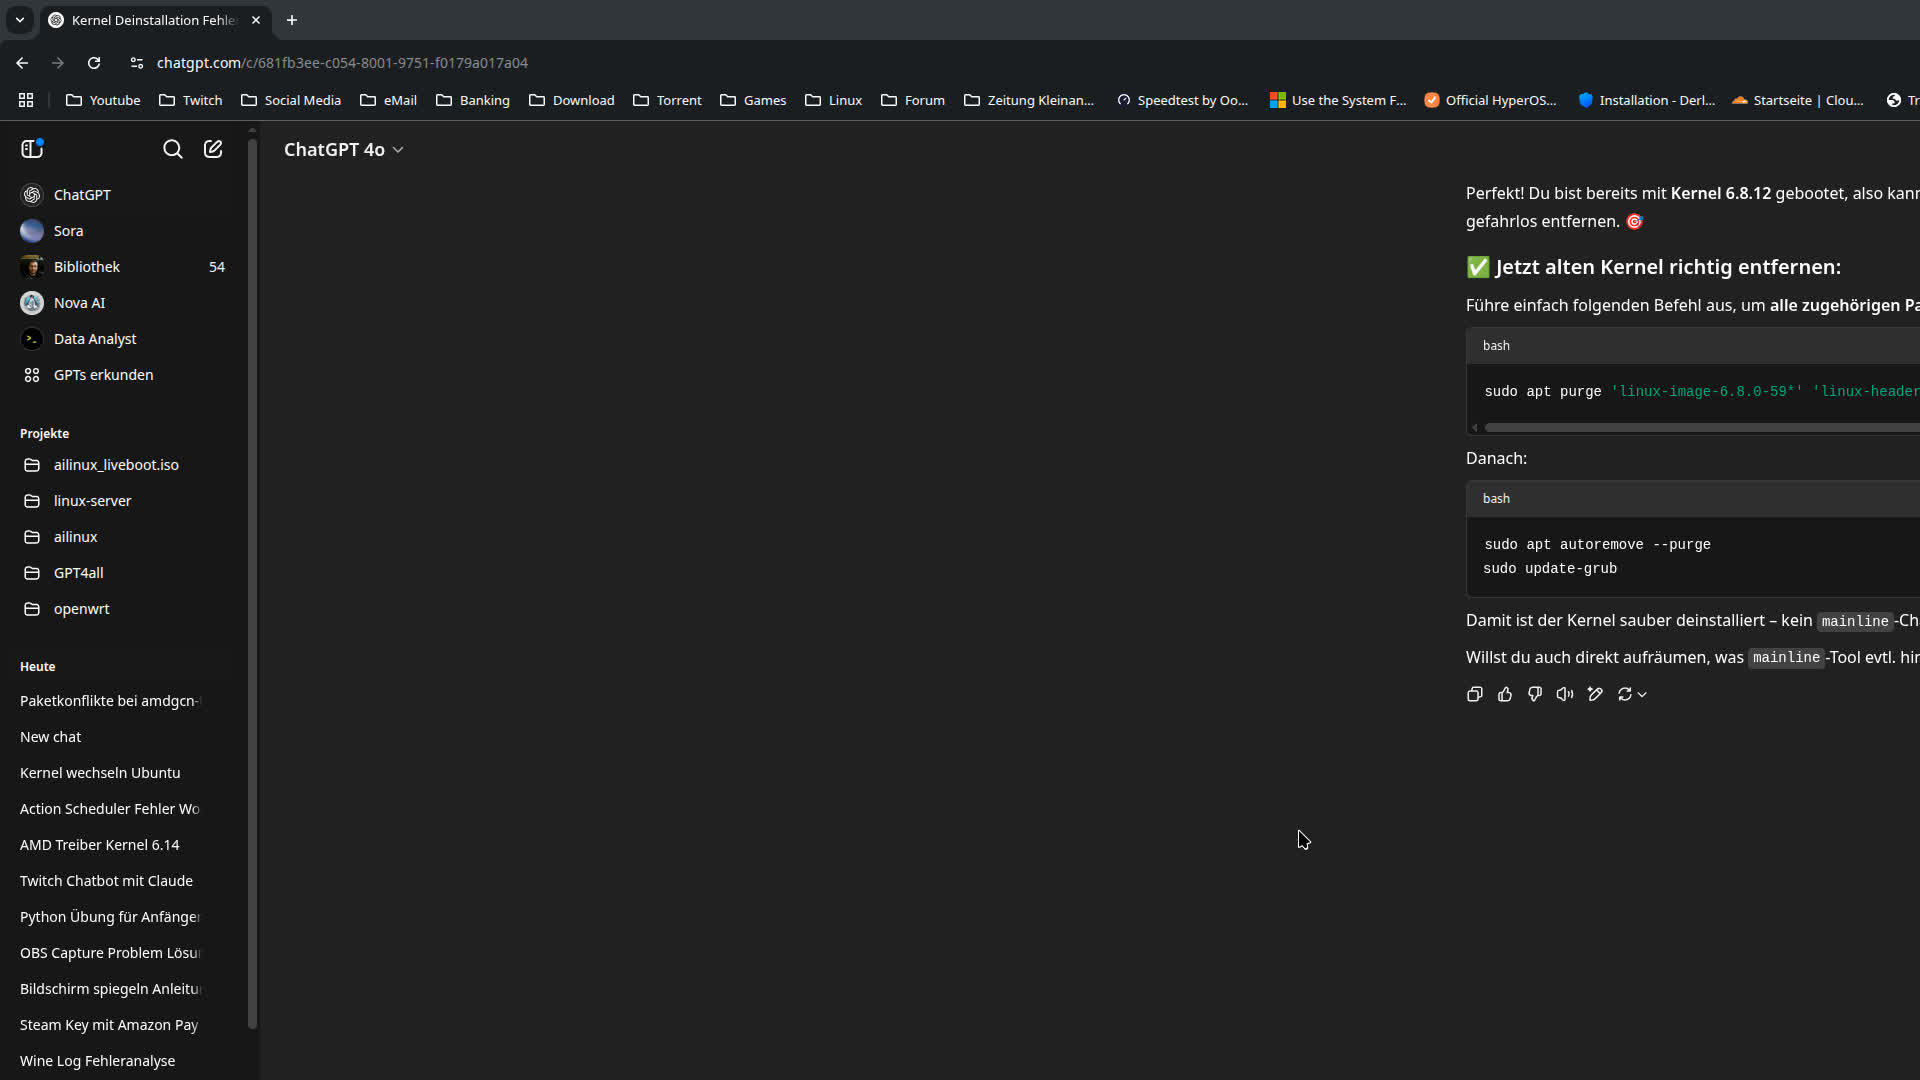 Kernel Deinstallation Fehle
chatgpt.com/c/681fb3ee-c054-8001-9751-f0179a017a04
Youtube Twitch Social Media eMail Banking Download Torrent Games Linux Forum Zeitung Kleinan... Speedtest by Oo... Use the System F... Official HyperOS... Installation - Derl... Startseite | Clou... Tr
ChatGPT 4o
ChatGPT
Sora
Bibliothek 54
Nova AI
Data Analyst
GPTs erkunden
Projekte
ailinux_liveboot.iso
linux-server
ailinux
GPT4all
openwrt
Heute
Paketkonflikte bei amdgcn-
New chat
Kernel wechseln Ubuntu
Action Scheduler Fehler Wo
AMD Treiber Kernel 6.14
Twitch Chatbot mit Claude
Python Übung für Anfänger
OBS Capture Problem Lösu
Bildschirm spiegeln Anleitu
Steam Key mit Amazon Pay
Wine Log Fehleranalyse
Perfekt! Du bist bereits mit Kernel 6.8.12 gebootet, also kann
gefahrlos entfernen. 🎯
✅ Jetzt alten Kernel richtig entfernen:
Führe einfach folgenden Befehl aus, um alle zugehörigen Pa
bash
sudo apt purge 'linux-image-6.8.0-59*' 'linux-header
Danach:
bash
sudo apt autoremove --purge
sudo update-grub
Damit ist der Kernel sauber deinstalliert – kein mainline-Ch
Willst du auch direkt aufräumen, was mainline-Tool evtl. hin